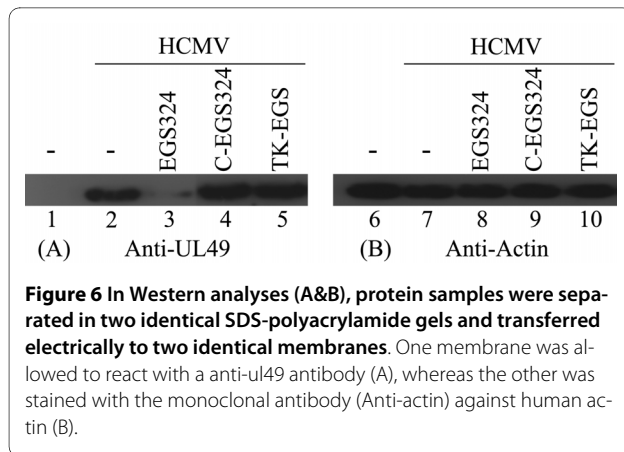 HCMV
HCMV
- - EGS324 C-EGS324 TK-EGS
- - EGS324 C-EGS324 TK-EGS
1 2 3 4 5
6 7 8 9 10
(A) Anti-UL49
(B) Anti-Actin
Figure 6 In Western analyses (A&B), protein samples were sepa-
rated in two identical SDS-polyacrylamide gels and transferred
electrically to two identical membranes. One membrane was al-
lowed to react with a anti-ul49 antibody (A), whereas the other was
stained with the monoclonal antibody (Anti-actin) against human ac-
tin (B).